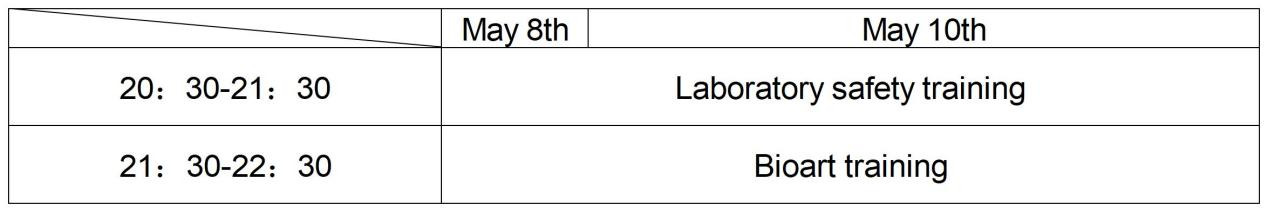 May 8th May 10th
20：30-21：30 Laboratory safety training
21：30-22：30 Bioart training